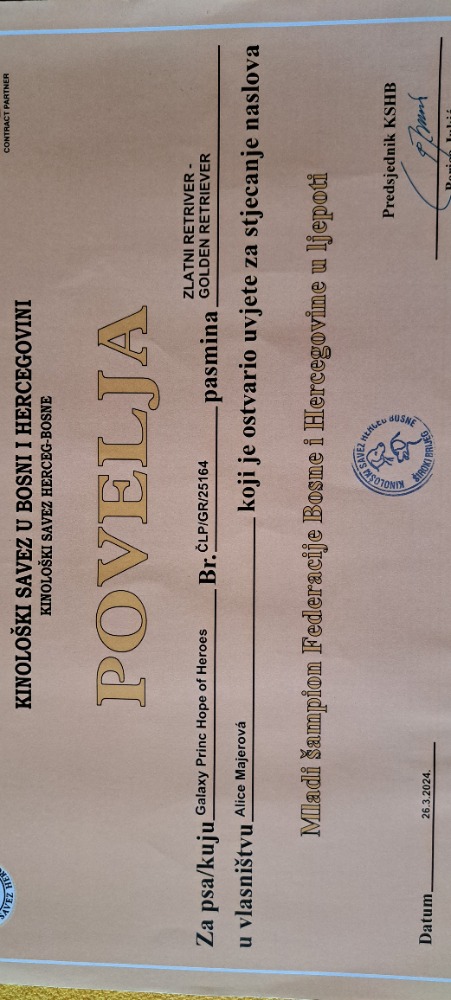 CONTRACT PARTNER
KINOLOŠKI SAVEZ U BOSNI I HERCEGOVINI
KINOLOŠKI SAVEZ HERCEG-BOSNE
POVELJA
ZLATNI RETRIVER -
Za psa/kuju Galaxy Princ Hope of Heroes Br. ČLP/GR/25164 pasmina GOLDEN RETRIEVER
u vlasništvu Alice Majerová koji je ostvario uvjete za stjecanje naslova
Mladi šampion Federacije Bosne i Hercegovine u ljepoti
Predsjednik KSHB
KINOLOŠKI SAVEZ HERCEG BOSNE
ŠIROKI BRIJEG
Datum 26.3.2024.